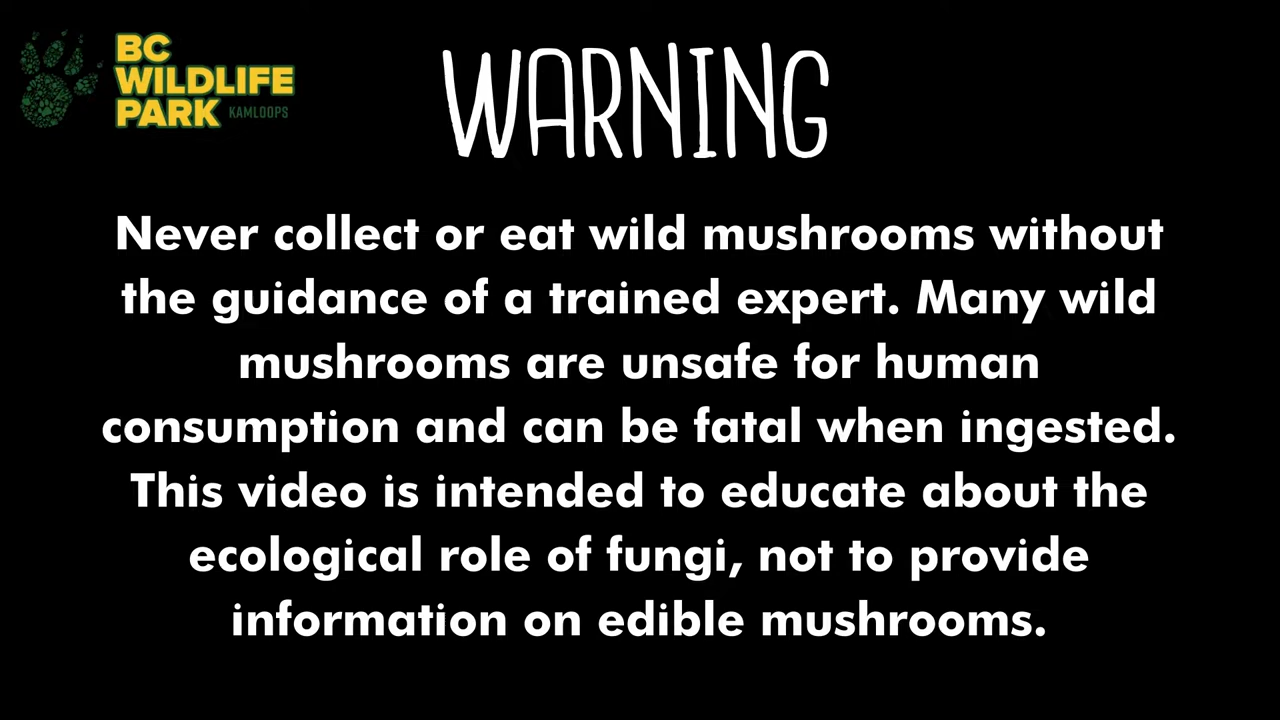 BC
WILDLIFE
PARK KAMLOOPS
WARNING
Never collect or eat wild mushrooms without
the guidance of a trained expert. Many wild
mushrooms are unsafe for human
consumption and can be fatal when ingested.
This video is intended to educate about the
ecological role of fungi, not to provide
information on edible mushrooms.